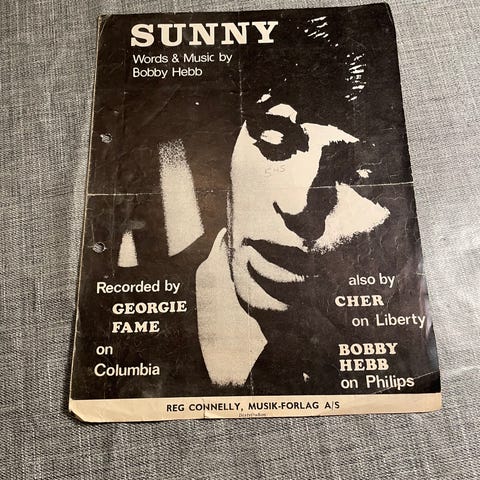 SUNNY
Words & Music by
Bobby Hebb
Recorded by
GEORGIE
FAME
on
Columbia
also by
CHER
on Liberty
BOBBY
HEBB
on Philips
REG CONNELLY, MUSIK-FORLAG A/S